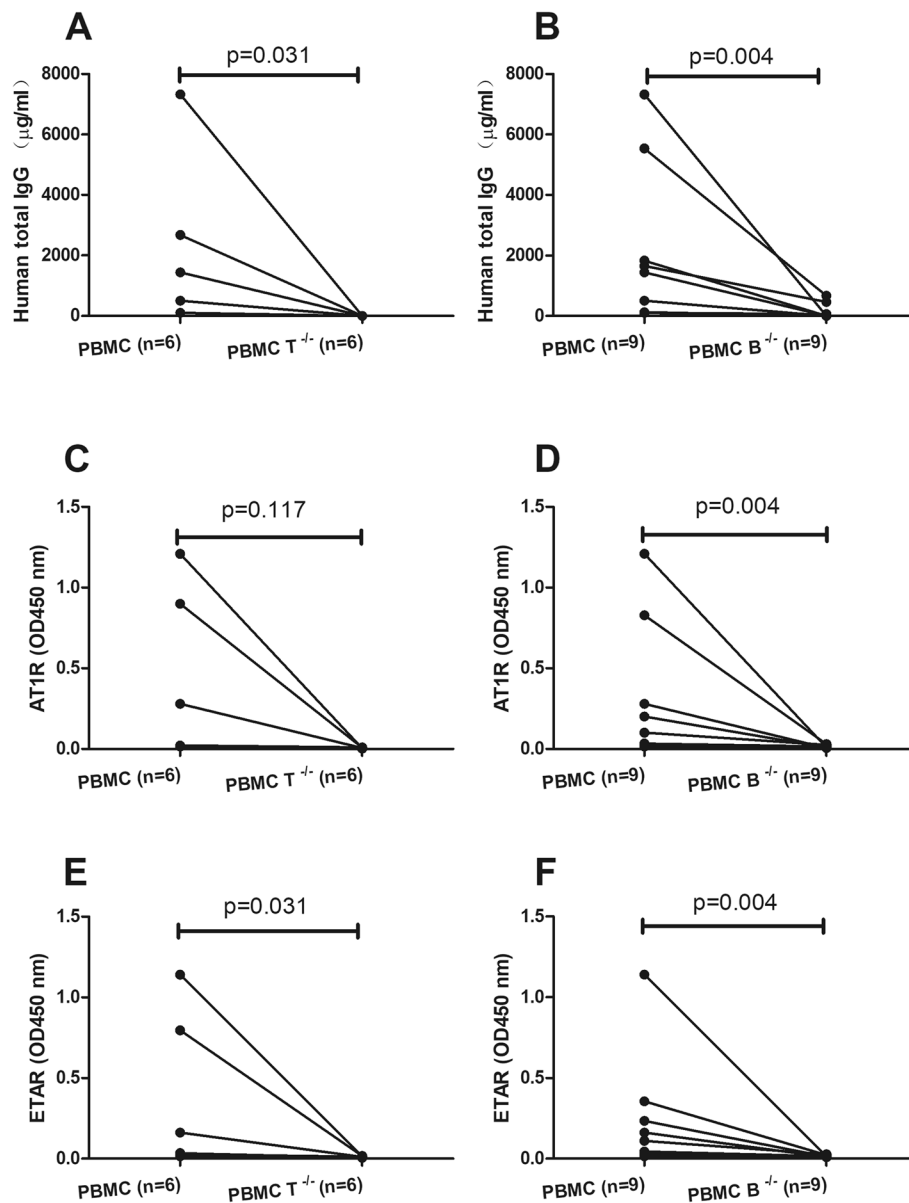 A
p=0.031
Human total IgG （μg/ml）
8000
6000
4000
2000
0
PBMC (n=6)
PBMC T -/- (n=6)
B
p=0.004
Human total IgG （μg/ml）
8000
6000
4000
2000
0
PBMC (n=9)
PBMC B -/- (n=9)
C
p=0.117
AT1R (OD450 nm)
1.5
1.0
0.5
0.0
PBMC (n=6)
PBMC T -/- (n=6)
D
p=0.004
AT1R (OD450 nm)
1.5
1.0
0.5
0.0
PBMC (n=9)
PBMC B -/- (n=9)
E
p=0.031
ETAR (OD450 nm)
1.5
1.0
0.5
0.0
PBMC (n=6)
PBMC T -/- (n=6)
F
p=0.004
ETAR (OD450 nm)
1.5
1.0
0.5
0.0
PBMC (n=9)
PBMC B -/- (n=9)